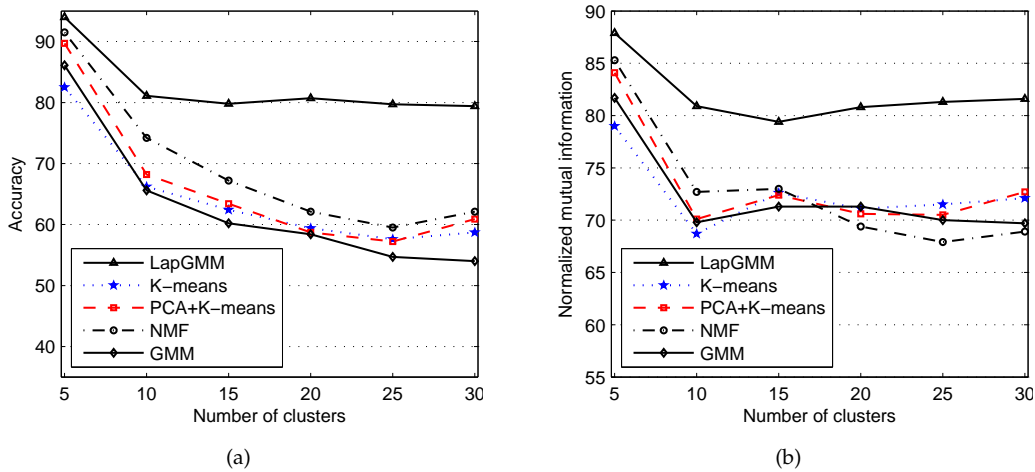 90
80
70
60
50
40
Accuracy
LapGMM
K−means
PCA+K−means
NMF
GMM
5 10 15 20 25 30
Number of clusters
(a)
90
85
80
75
70
65
60
55
Normalized mutual information
LapGMM
K−means
PCA+K−means
NMF
GMM
5 10 15 20 25 30
Number of clusters
(b)